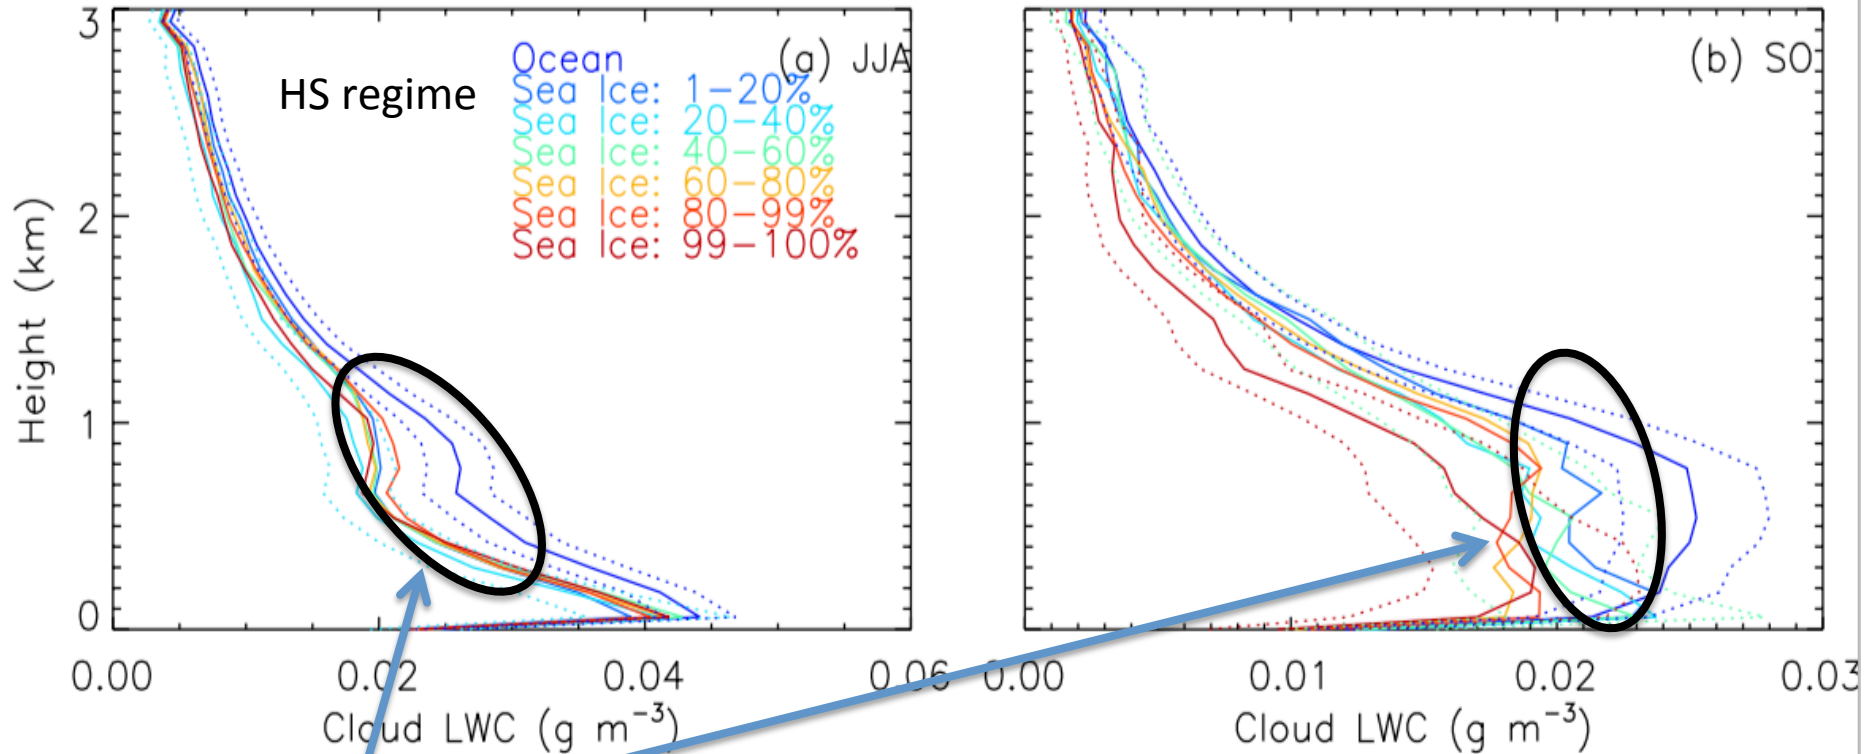 3
(a) JJA
HS regime
Ocean
Sea Ice: 1-20%
Sea Ice: 20-40%
Sea Ice: 40-60%
Sea Ice: 60-80%
Sea Ice: 80-99%
Sea Ice: 99-100%
2
1
0
Height (km)
0.00 0.02 0.04 0.06
Cloud LWC (g m⁻³)
(b) SO
0.00 0.01 0.02 0.03
Cloud LWC (g m⁻³)